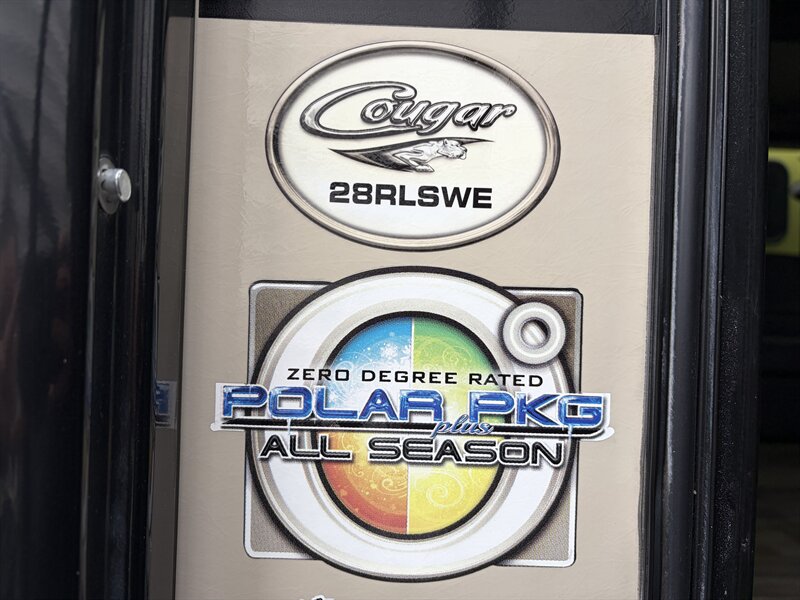 Cougar
28RLSWE
ZERO DEGREE RATED
POLAR PKG
plus
ALL SEASON